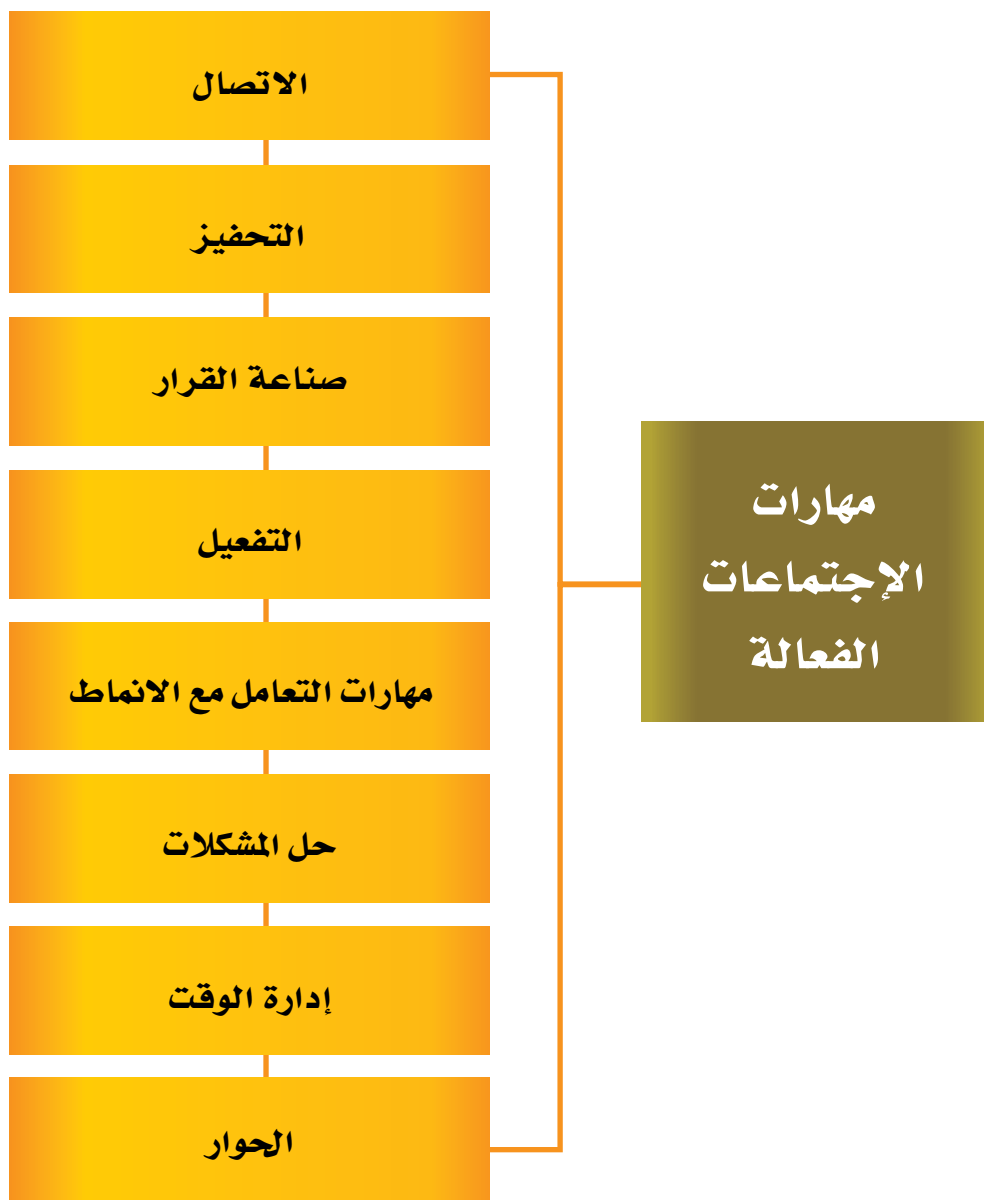 مهارات
الإجتماعات
الفعالة
الاتصال
التحفيز
صناعة القرار
التفعيل
مهارات التعامل مع الانماط
حل المشكلات
إدارة الوقت
الحوار